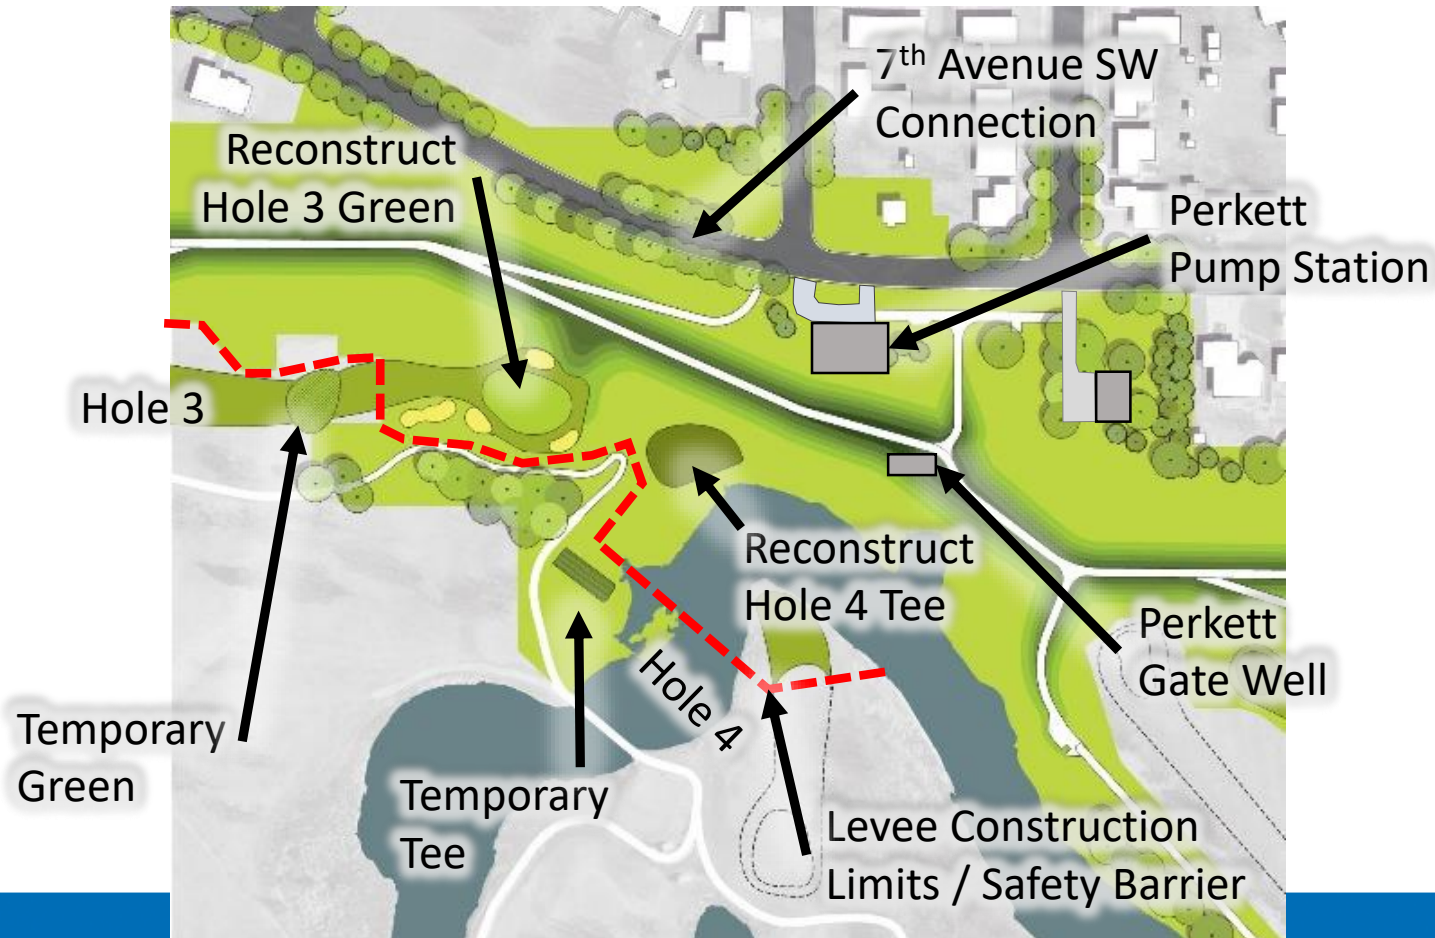 7th Avenue SW
Connection
Reconstruct
Hole 3 Green
Perkett
Pump Station
Hole 3
Reconstruct
Hole 4 Tee
Perkett
Gate Well
Hole 4
Temporary
Green
Temporary
Tee
Levee Construction
Limits / Safety Barrier